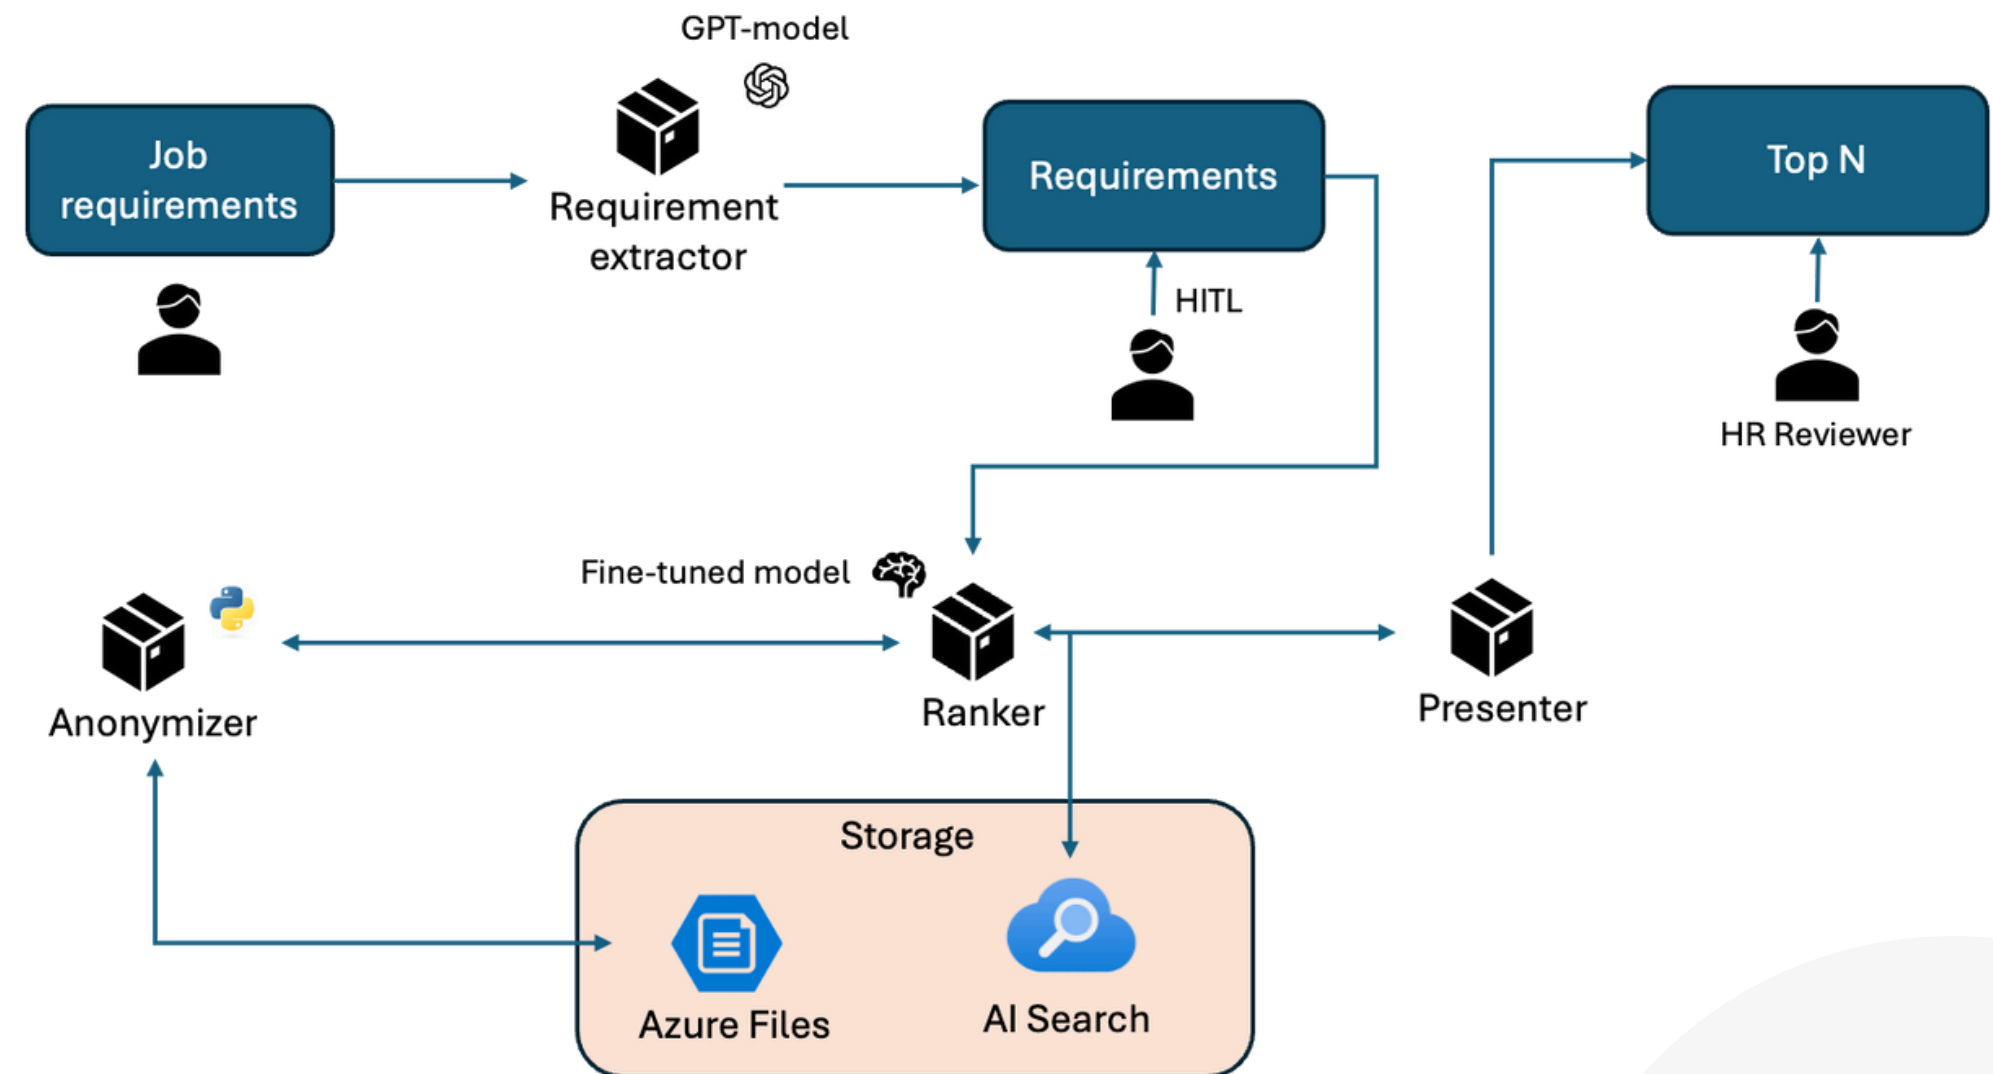 GPT-model
Job
requirements
Requirement
extractor
Requirements
HITL
Top N
HR Reviewer
Fine-tuned model
Anonymizer
Ranker
Presenter
Storage
Azure Files
AI Search